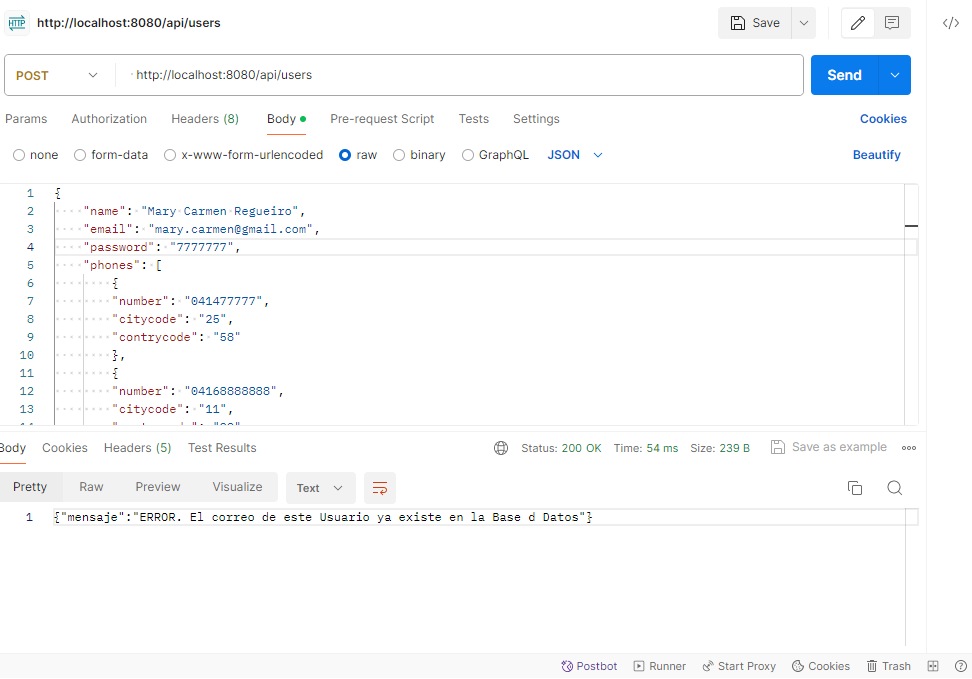 HTTP http://localhost:8080/api/users Save
POST http://localhost:8080/api/users Send
Params Authorization Headers (8) Body Pre-request Script Tests Settings Cookies
none form-data x-www-form-urlencoded raw binary GraphQL JSON Beautify
1 {
2 "name": "Mary Carmen Regueiro",
3 "email": "mary.carmen@gmail.com",
4 "password": "7777777",
5 "phones": [
6 {
7 "number": "041477777",
8 "citycode": "25",
9 "contrycode": "58"
10 },
11 {
12 "number": "04168888888",
13 "citycode": "11",
Body Cookies Headers (5) Test Results Status: 200 OK Time: 54 ms Size: 239 B Save as example
Pretty Raw Preview Visualize Text
1 {"mensaje":"ERROR. El correo de este Usuario ya existe en la Base d Datos"}
Postbot Runner Start Proxy Cookies Trash